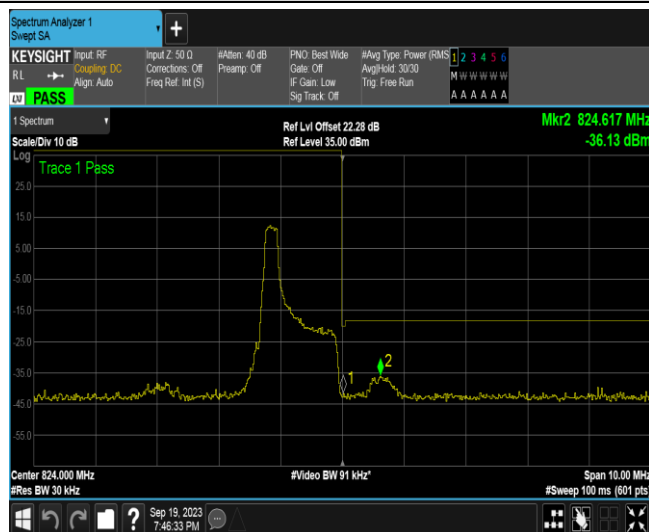 Spectrum Analyzer 1
Swept SA
KEYSIGHT
RL
Input: RF
Coupling: DC
Align: Auto
LXI PASS
Input Z: 50 Ω
Corrections: Off
Freq Ref: Int (S)
#Atten: 40 dB
Preamp: Off
PNO: Best Wide
Gate: Off
IF Gain: Low
Sig Track: Off
#Avg Type: Power (RMS
Avg|Hold: 30/30
Trig: Free Run
1 2 3 4 5 6
M W W W W W
A A A A A A
1 Spectrum
Scale/Div 10 dB
Ref Lvl Offset 22.28 dB
Ref Level 35.00 dBm
Mkr2 824.617 MHz
-36.13 dBm
Log
Trace 1 Pass
25.0
15.0
5.00
-5.00
-15.0
-25.0
-35.0
-45.0
-55.0
1
2
Center 824.000 MHz
#Res BW 30 kHz
#Video BW 91 kHz*
Span 10.00 MHz
#Sweep 100 ms (601 pts)
?
Sep 19, 2023
7:46:33 PM